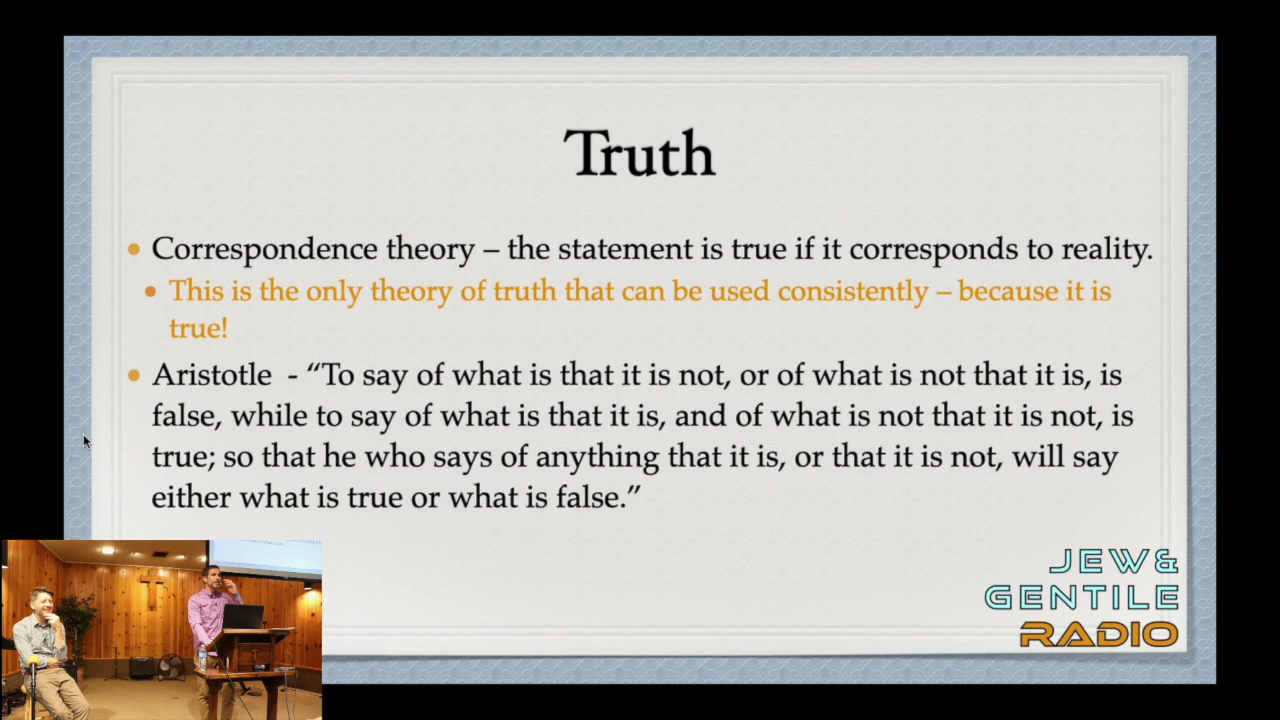 Truth
• Correspondence theory – the statement is true if it corresponds to reality.
• This is the only theory of truth that can be used consistently – because it is
true!
• Aristotle - “To say of what is that it is not, or of what is not that it is, is
false, while to say of what is that it is, and of what is not that it is not, is
true; so that he who says of anything that it is, or that it is not, will say
either what is true or what is false.”
JEW&
GENTILE
RADIO